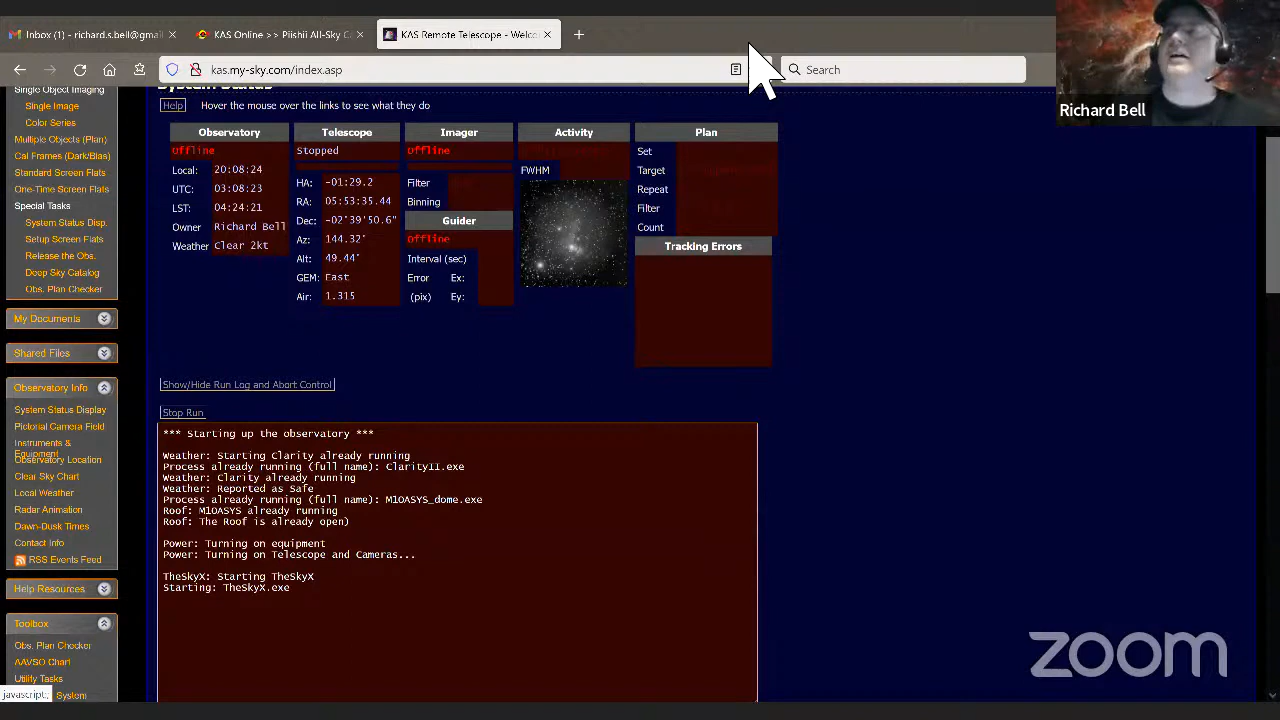 Inbox (1) - richard.s.bell@gmail
KAS Online >> Piishii All-Sky C
KAS Remote Telescope - Welco
kas.my-sky.com/index.asp
Search
Richard Bell
Single Object Imaging
Single Image
Color Series
Multiple Objects (Plan)
Cal Frames (Dark/Bias)
Standard Screen Flats
One-Time Screen Flats
Special Tasks
System Status Disp.
Setup Screen Flats
Release the Obs.
Deep Sky Catalog
Obs. Plan Checker
My Documents
Shared Files
Observatory Info
System Status Display
Pictorial Camera Field
Instruments &
Equipment
Observatory Location
Clear Sky Chart
Local Weather
Radar Animation
Dawn-Dusk Times
Contact Info
RSS Events Feed
Help Resources
Toolbox
Obs. Plan Checker
AAVSO Chart
Utility Tasks
System
javascript:;
System Status
Help Hover the mouse over the links to see what they do
Observatory
Offline
Local: 20:08:24
UTC: 03:08:23
LST: 04:24:21
Owner Richard Bell
Weather Clear 2kt
Telescope
Stopped
HA: -01:29.2
RA: 05:53:35.44
Dec: -02°39'50.6"
Az: 144.32°
Alt: 49.44°
GEM: East
Air: 1.315
Imager
Offline
Filter
Binning
Guider
Offline
Interval (sec)
Error Ex:
(pix) Ey:
Activity
FWHM
Plan
Set
Target
Repeat
Filter
Count
Tracking Errors
Show/Hide Run Log and Abort Control
Stop Run
*** Starting up the observatory ***
Weather: Starting Clarity already running
Process already running (full name): ClarityII.exe
Weather: Clarity already running
Weather: Reported as Safe
Process already running (full name): M1OASYS_dome.exe
Roof: M1OASYS already running
Roof: The Roof is already open)
Power: Turning on equipment
Power: Turning on Telescope and Cameras...
TheSkyX: Starting TheSkyX
Starting: TheSkyX.exe
zoom